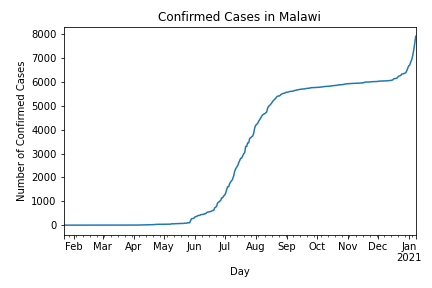 Confirmed Cases in Malawi
Number of Confirmed Cases
8000
7000
6000
5000
4000
3000
2000
1000
0
Feb Mar Apr May Jun Jul Aug Sep Oct Nov Dec Jan
2021
Day